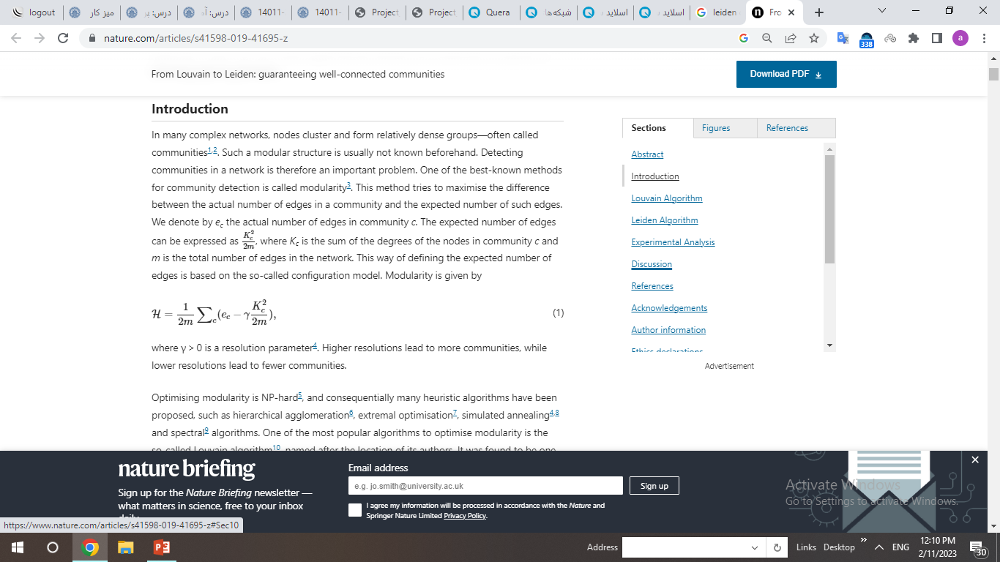 logout
میز کار
درس: پر
درس: آ
14011-
14011-
Project
Project
Quera
شبکه‌ها
اسلاید
اسلاید
leiden
Fro
nature.com/articles/s41598-019-41695-z
338
a
From Louvain to Leiden: guaranteeing well-connected communities
Download PDF
Introduction
In many complex networks, nodes cluster and form relatively dense groups—often called
communities1,2. Such a modular structure is usually not known beforehand. Detecting
communities in a network is therefore an important problem. One of the best-known methods
for community detection is called modularity3. This method tries to maximise the difference
between the actual number of edges in a community and the expected number of such edges.
We denote by ec the actual number of edges in community c. The expected number of edges
can be expressed as K_c^2/2m, where Kc is the sum of the degrees of the nodes in community c and
m is the total number of edges in the network. This way of defining the expected number of
edges is based on the so-called configuration model. Modularity is given by
ℋ = 1/2m ∑c(ec − γ K_c^2/2m), (1)
where γ > 0 is a resolution parameter4. Higher resolutions lead to more communities, while
lower resolutions lead to fewer communities.
Optimising modularity is NP-hard5, and consequentially many heuristic algorithms have been
proposed, such as hierarchical agglomeration6, extremal optimisation7, simulated annealing4,8
and spectral9 algorithms. One of the most popular algorithms to optimise modularity is the
so-called Louvain algorithm10, named after the location of its authors. It was found to be one
Sections
Figures
References
Abstract
Introduction
Louvain Algorithm
Leiden Algorithm
Experimental Analysis
Discussion
References
Acknowledgements
Author information
Ethics declarations
Advertisement
nature briefing
Sign up for the Nature Briefing newsletter —
what matters in science, free to your inbox
daily.
Email address
e.g. jo.smith@university.ac.uk
Sign up
I agree my information will be processed in accordance with the Nature and
Springer Nature Limited Privacy Policy.
Activate Windows
Go to Settings to activate Windows.
https://www.nature.com/articles/s41598-019-41695-z#Sec10
Address
Links
Desktop
ENG
12:10 PM
2/11/2023
30